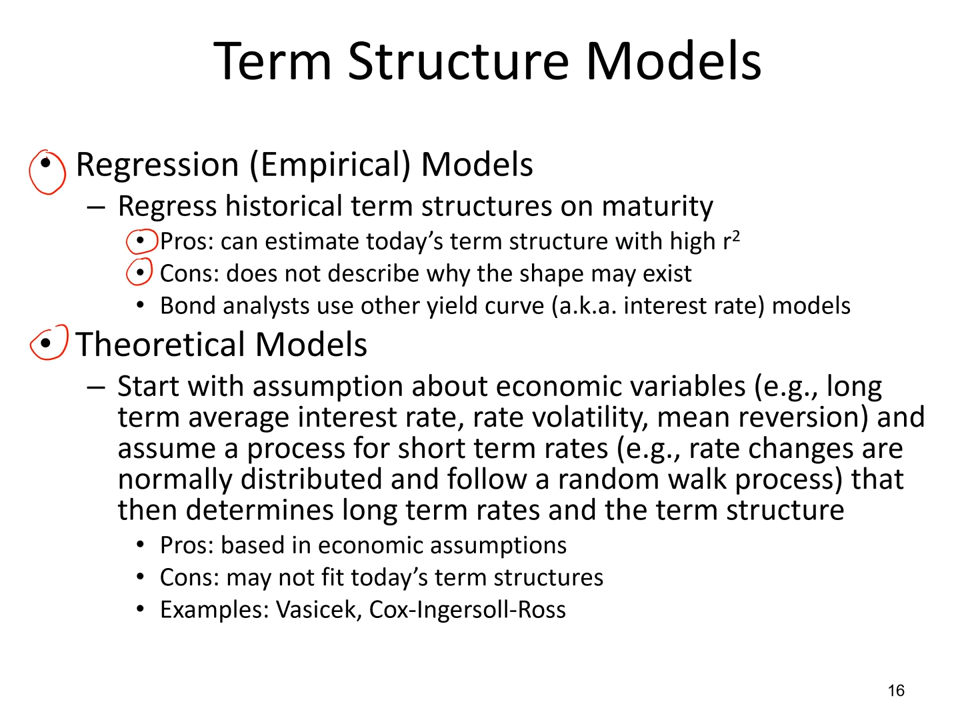 Term Structure Models
• Regression (Empirical) Models
– Regress historical term structures on maturity
• Pros: can estimate today’s term structure with high r²
• Cons: does not describe why the shape may exist
• Bond analysts use other yield curve (a.k.a. interest rate) models
• Theoretical Models
– Start with assumption about economic variables (e.g., long
term average interest rate, rate volatility, mean reversion) and
assume a process for short term rates (e.g., rate changes are
normally distributed and follow a random walk process) that
then determines long term rates and the term structure
• Pros: based in economic assumptions
• Cons: may not fit today’s term structures
• Examples: Vasicek, Cox-Ingersoll-Ross
16